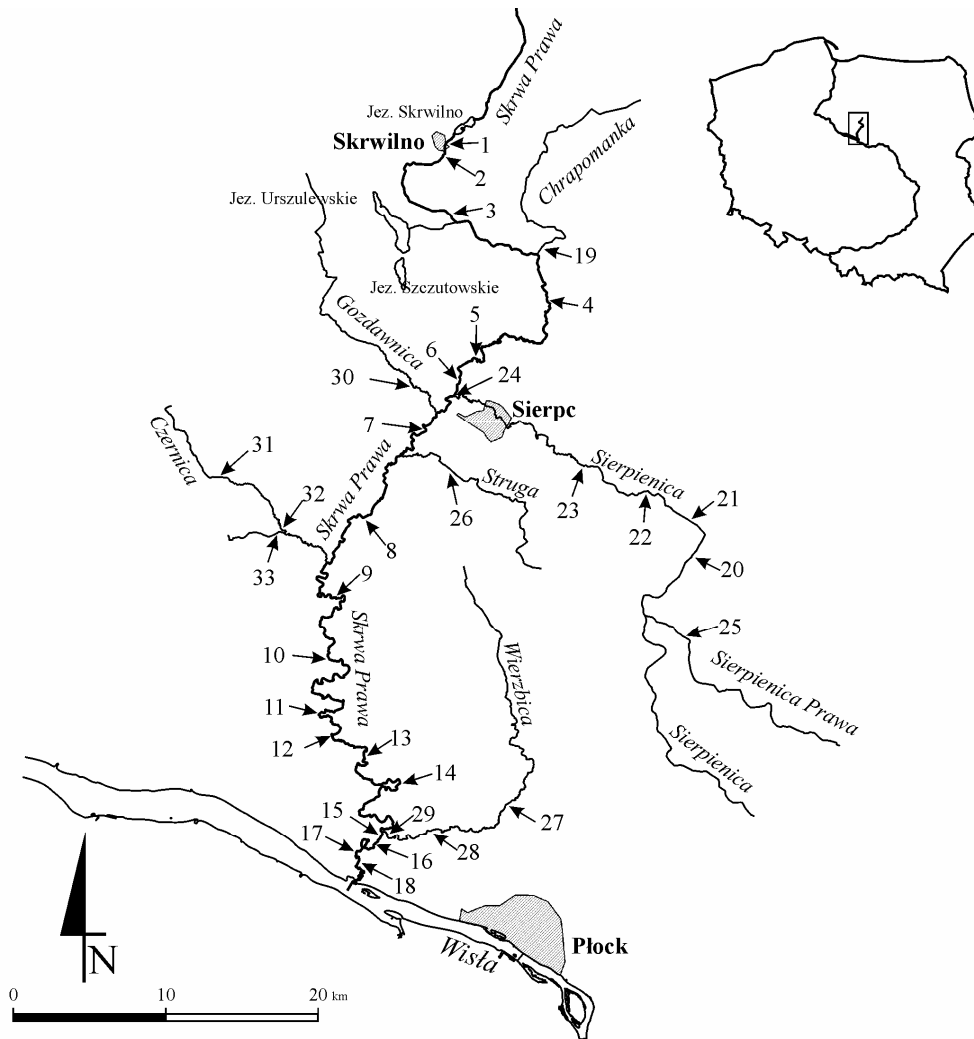 Skrwa Prawa
Jez. Skrwilno
Skrwilno
1
2
Chrapomanka
Jez. Urszulewskie
3
19
Jez. Szczutowskie
4
5
Gozdawnica
6
24
30
Sierpc
7
Czernica
31
Skrwa Prawa
Struga
26
Sierpienica
23
21
22
32
8
33
20
9
Skrwa Prawa
25
10
Wierzbica
Sierpienica Prawa
11
12
13
Sierpienica
14
15
29
27
17
16
28
18
Płock
Wisła
N
0
10
20 km